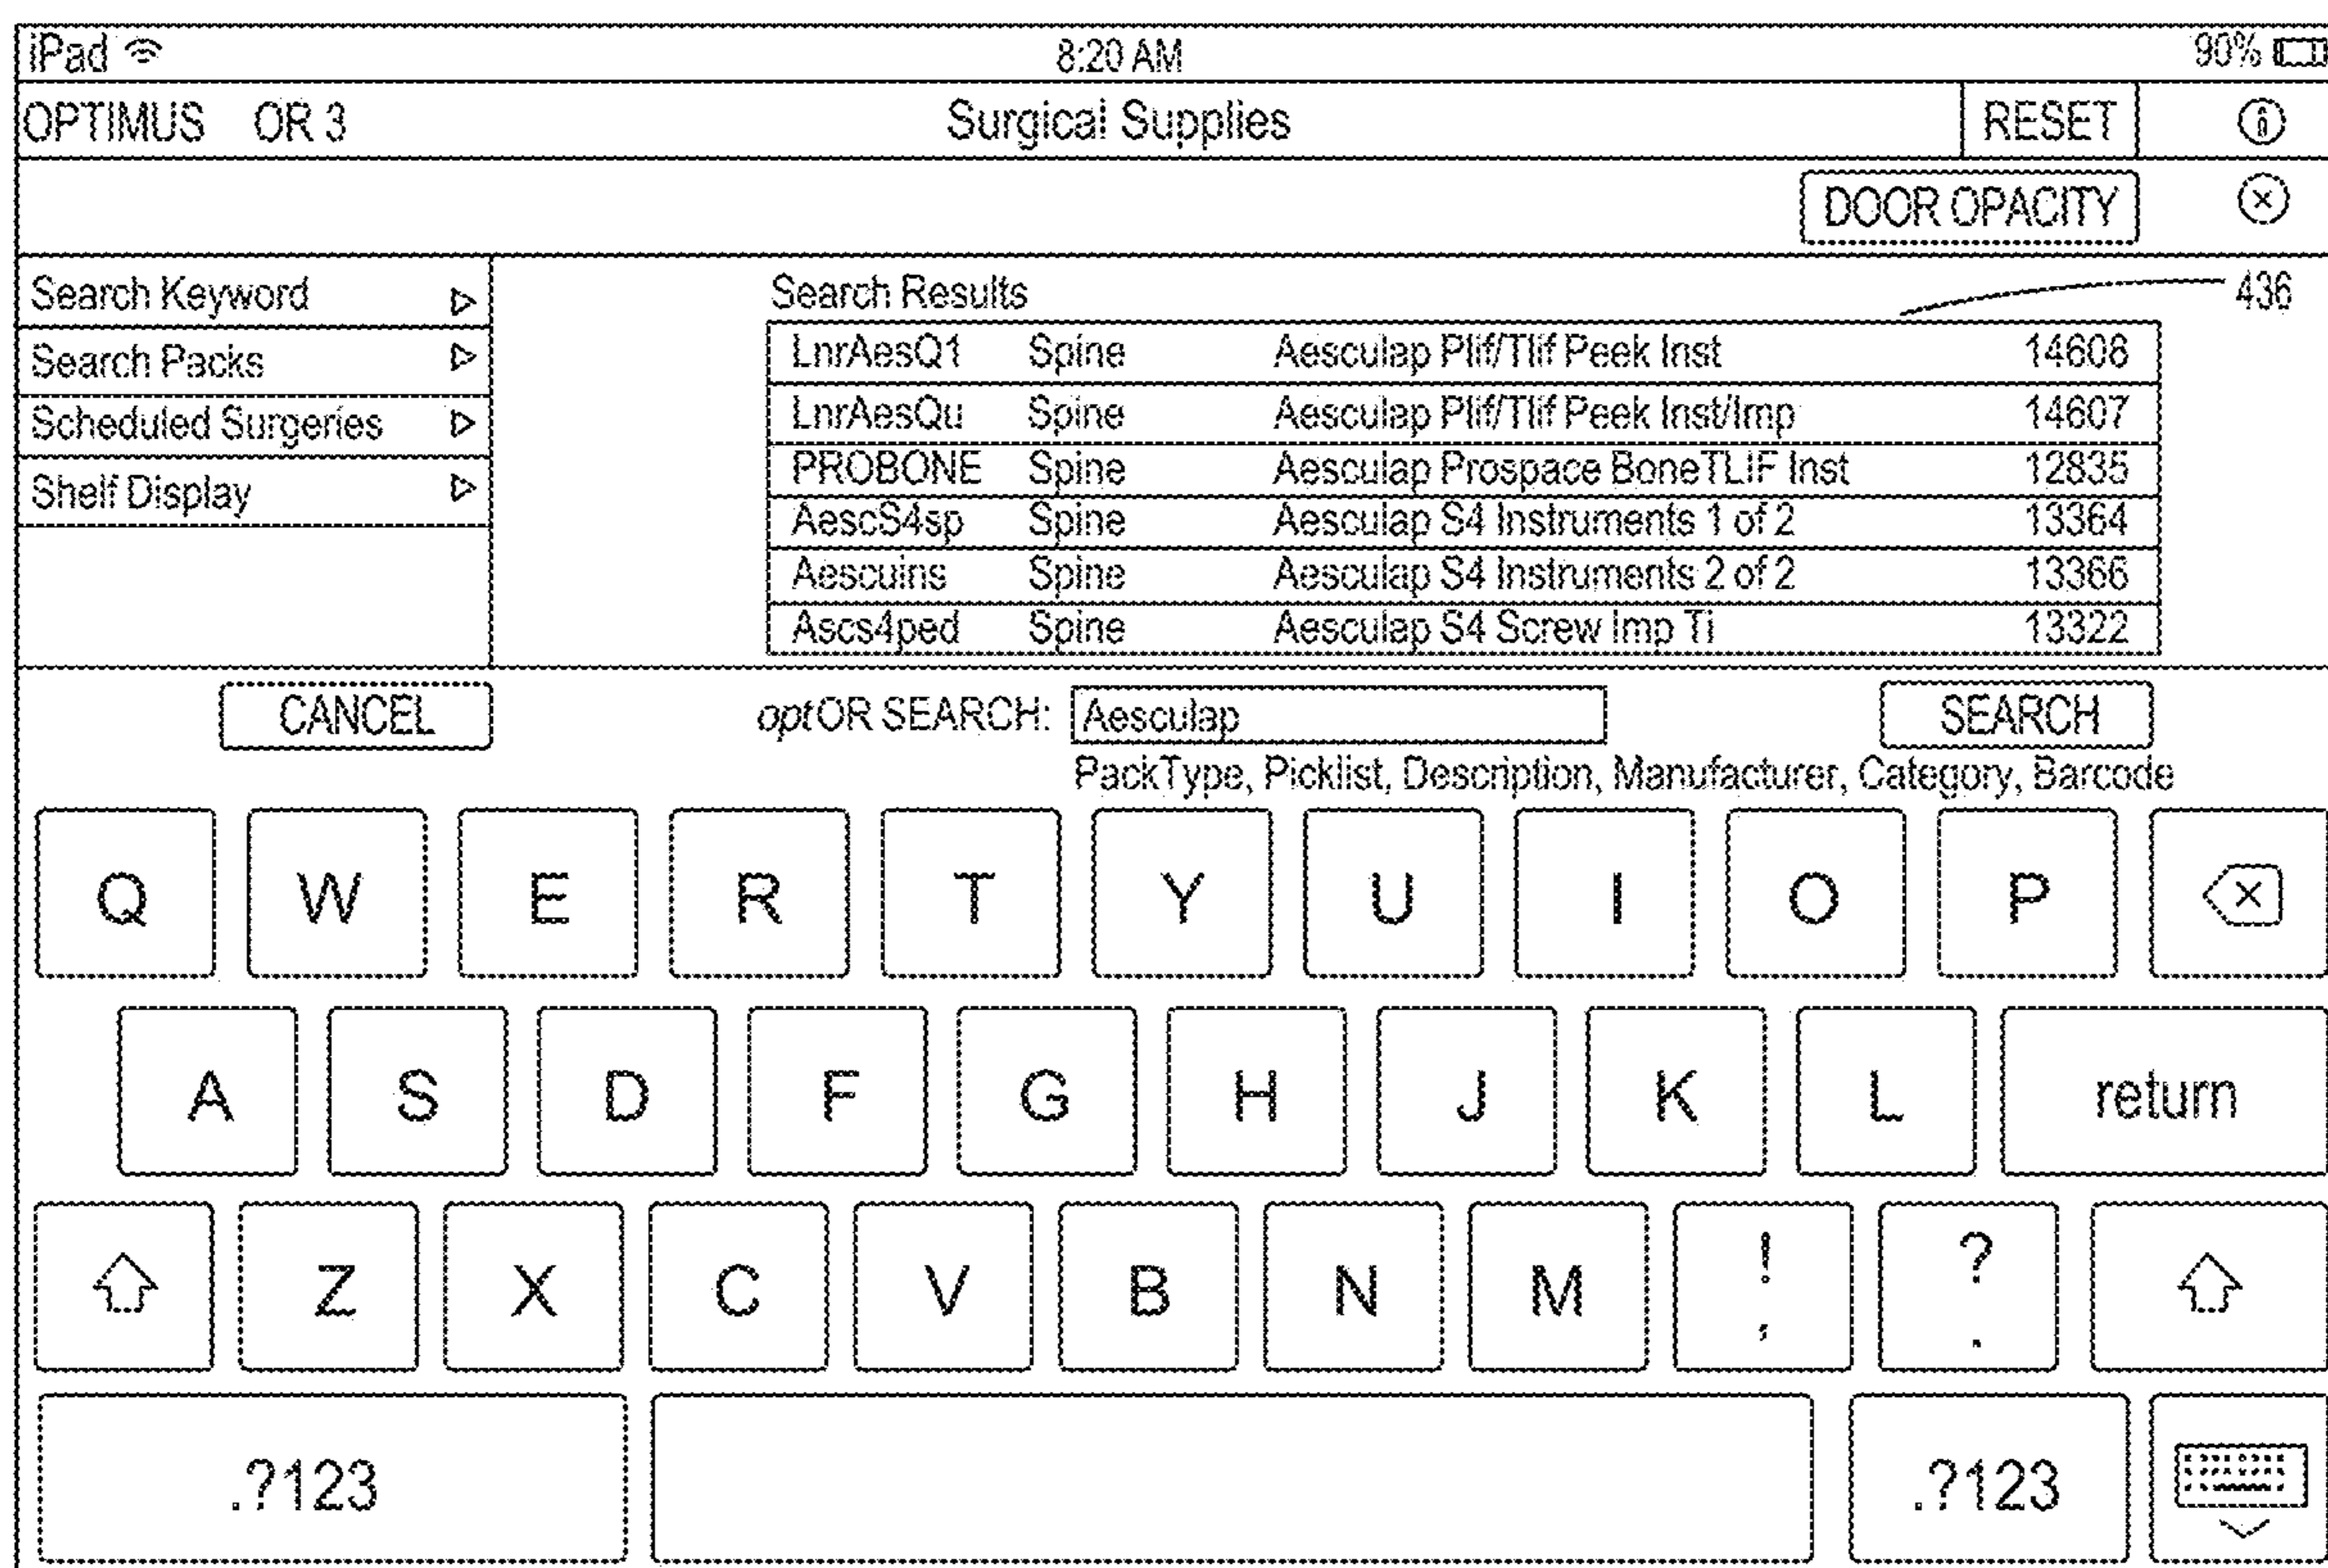 iPad 8:20 AM 90%
OPTIMUS OR 3 Surgical Supplies RESET
DOOR OPACITY
Search Keyword
Search Packs
Scheduled Surgeries
Shelf Display
Search Results 436
LnrAesQ1 Spine Aesculap Plif/Tlif Peek Inst 14608
LnrAesQu Spine Aesculap Plif/Tlif Peek Inst/Imp 14607
PROBONE Spine Aesculap Prospace BoneTLIF Inst 12835
AescS4sp Spine Aesculap S4 Instruments 1 of 2 13364
Aescuins Spine Aesculap S4 Instruments 2 of 2 13366
Ascs4ped Spine Aesculap S4 Screw Imp Ti 13322
CANCEL optOR SEARCH: Aesculap SEARCH
PackType, Picklist, Description, Manufacturer, Category, Barcode
Q W E R T Y U I O P
A S D F G H J K L return
Z X C V B N M ! , ? .
.?123 .?123